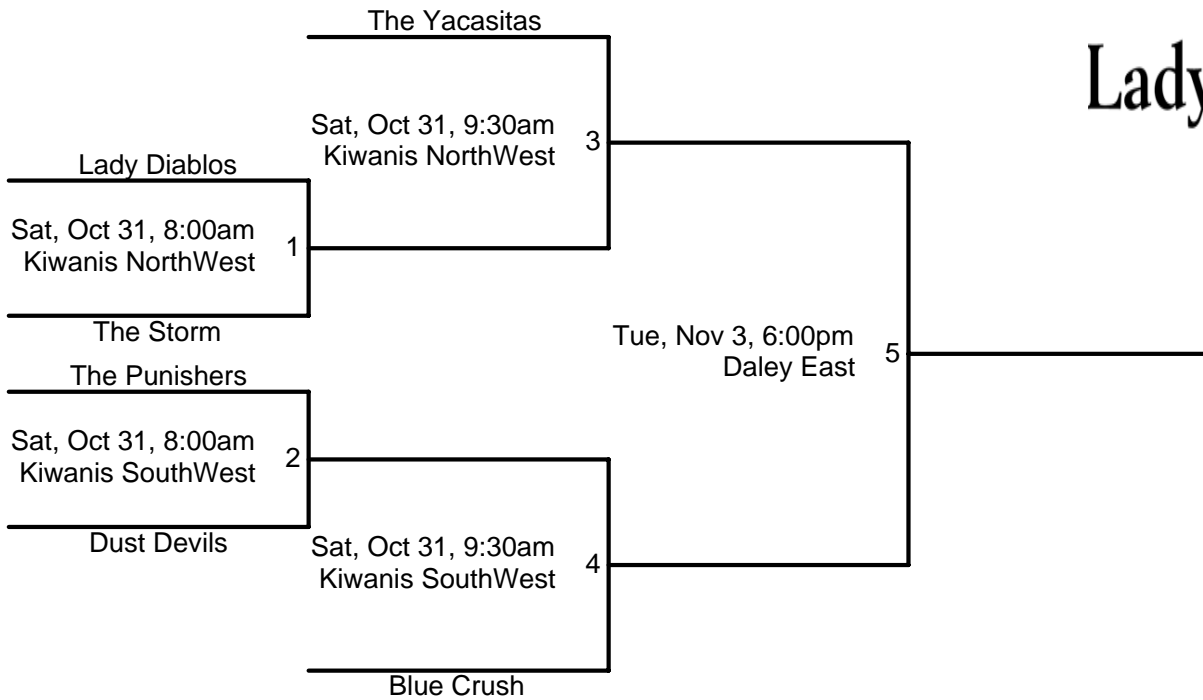 The Yacasitas
Lady
Sat, Oct 31, 9:30am
Kiwanis NorthWest
3
Lady Diablos
Sat, Oct 31, 8:00am
Kiwanis NorthWest
1
The Storm
Tue, Nov 3, 6:00pm
Daley East
5
The Punishers
Sat, Oct 31, 8:00am
Kiwanis SouthWest
2
Dust Devils
Sat, Oct 31, 9:30am
Kiwanis SouthWest
4
Blue Crush